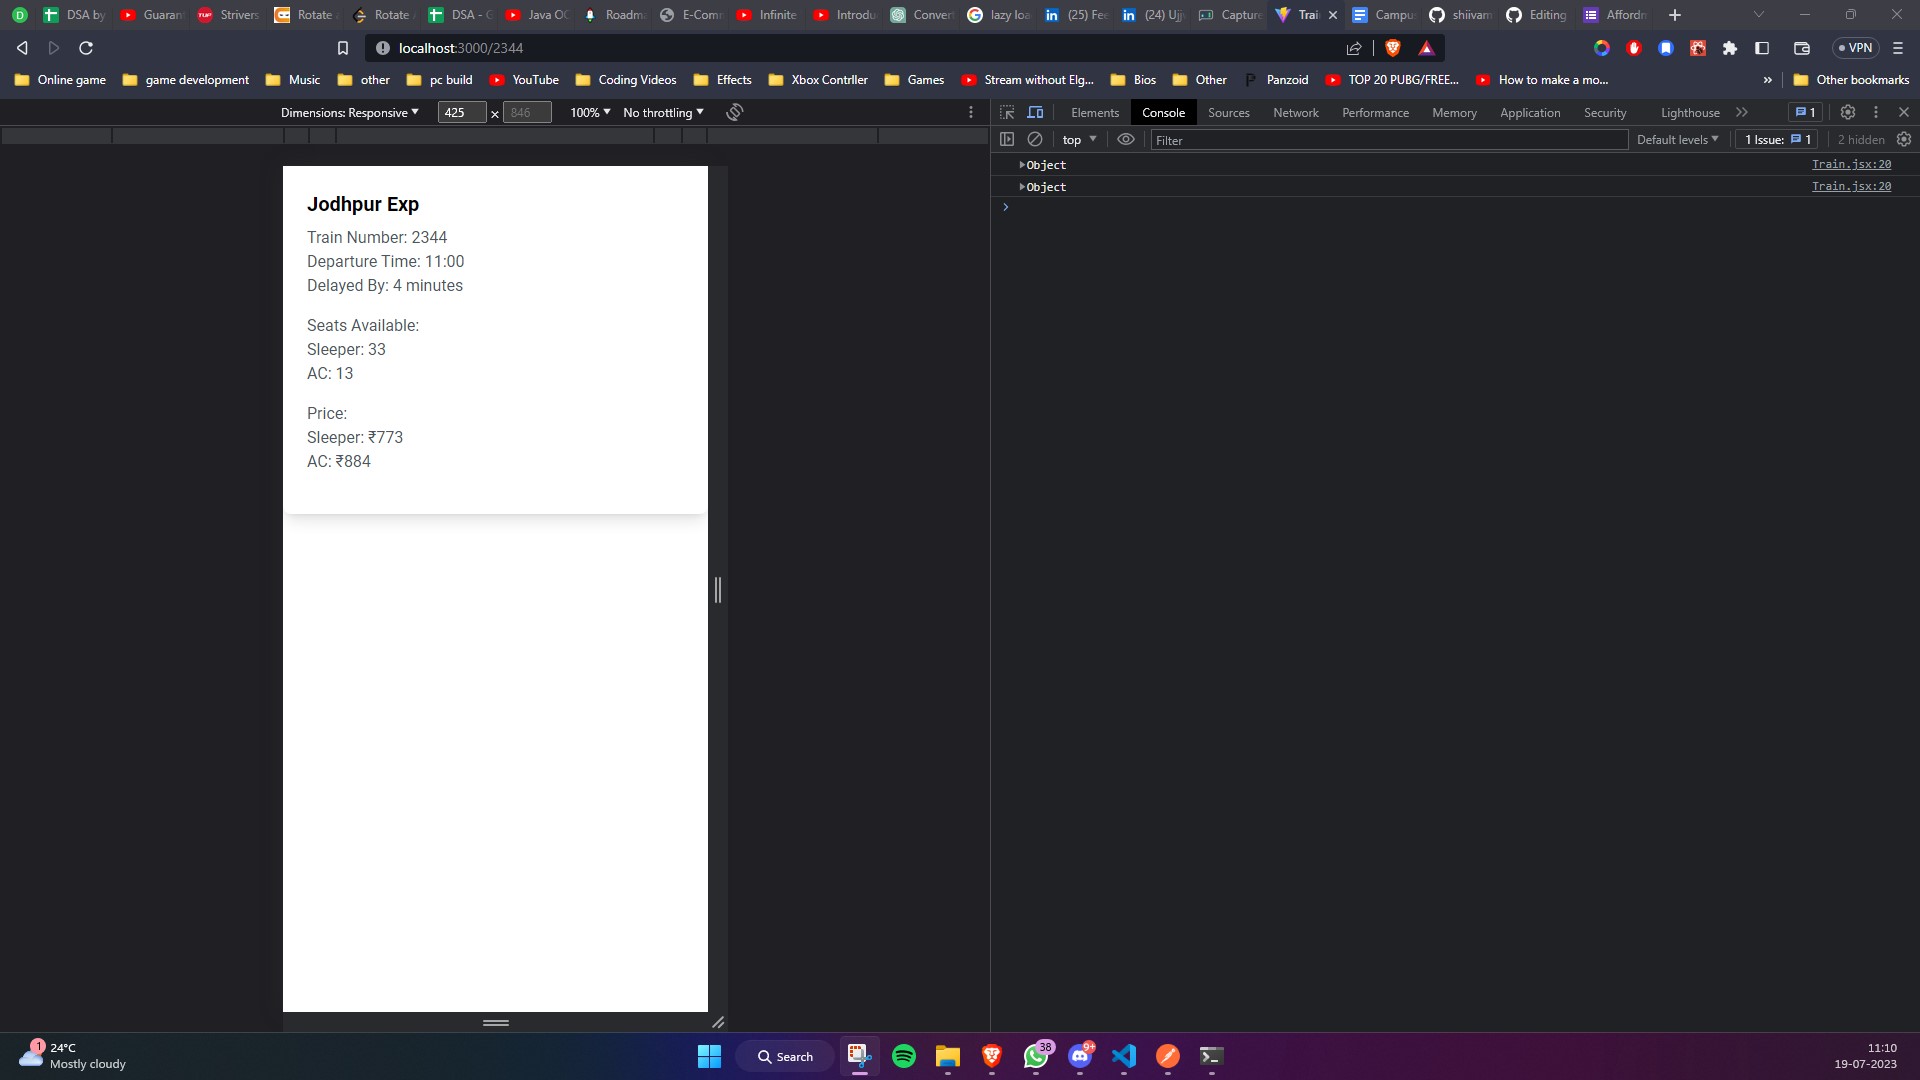 DSA by
Guaran
Strivers
Rotate
Rotate
DSA - G
Java OC
Roadm
E-Com
Infinite
Introdu
Conver
lazy loa
(25) Fee
(24) Ujj
Capture
Trai
Campu
shiivam
Editing
Affordm
localhost:3000/2344
VPN
Online game
game development
Music
other
pc build
YouTube
Coding Videos
Effects
Xbox Contrller
Games
Stream without Elg...
Bios
Other
Panzoid
TOP 20 PUBG/FREE...
How to make a mo...
Other bookmarks
Dimensions: Responsive
425 × 846
100%
No throttling
Elements
Console
Sources
Network
Performance
Memory
Application
Security
Lighthouse
1
top
Filter
Default levels
1 Issue: 1
2 hidden
Object Train.jsx:20
Object Train.jsx:20
Jodhpur Exp
Train Number: 2344
Departure Time: 11:00
Delayed By: 4 minutes
Seats Available:
Sleeper: 33
AC: 13
Price:
Sleeper: ₹773
AC: ₹884
1
24°C
Mostly cloudy
Search
38
9+
11:10
19-07-2023